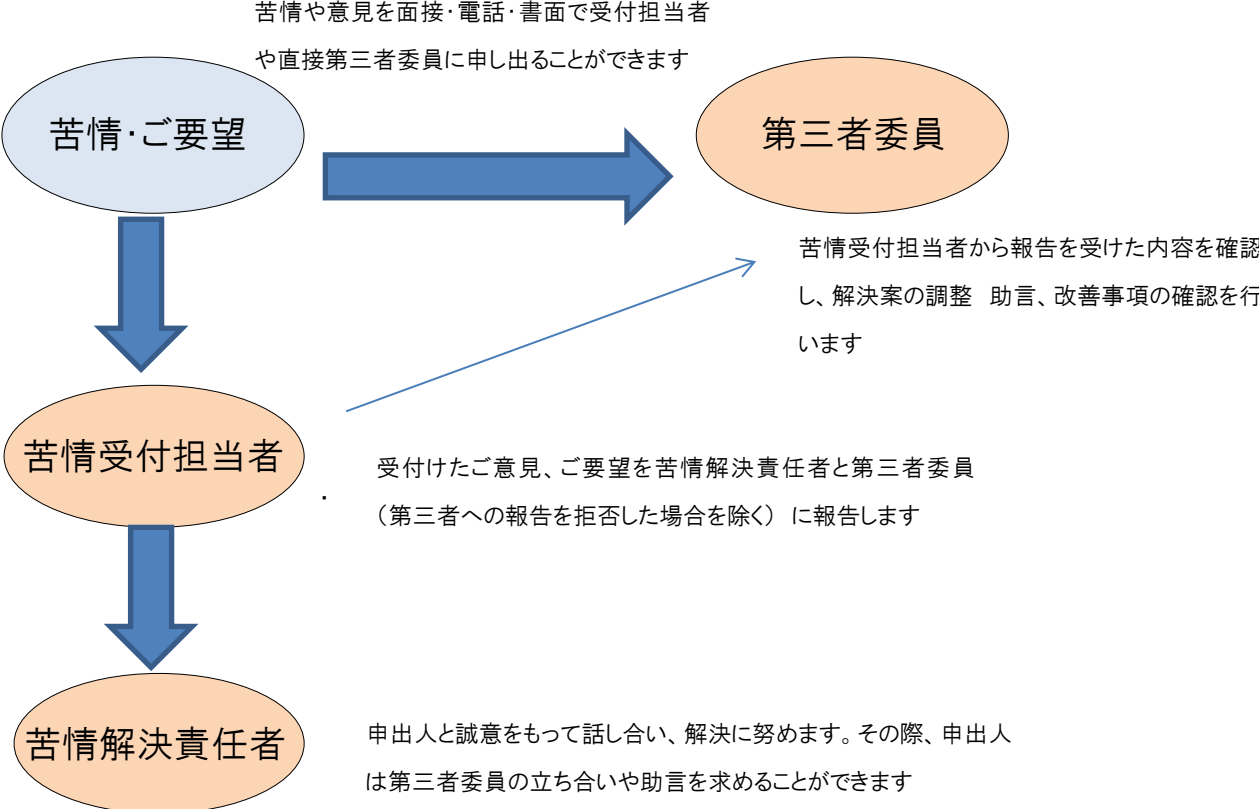 苦情や意見を面接・電話・書面で受付担当者
や直接第三者委員に申し出ることができます
苦情・ご要望
第三者委員
苦情受付担当者から報告を受けた内容を確認
し、解決案の調整　助言、改善事項の確認を行
います
苦情受付担当者
受付けたご意見、ご要望を苦情解決責任者と第三者委員
（第三者への報告を拒否した場合を除く）　に報告します
苦情解決責任者
申出人と誠意をもって話し合い、解決に努めます。その際、申出人
は第三者委員の立ち合いや助言を求めることができます